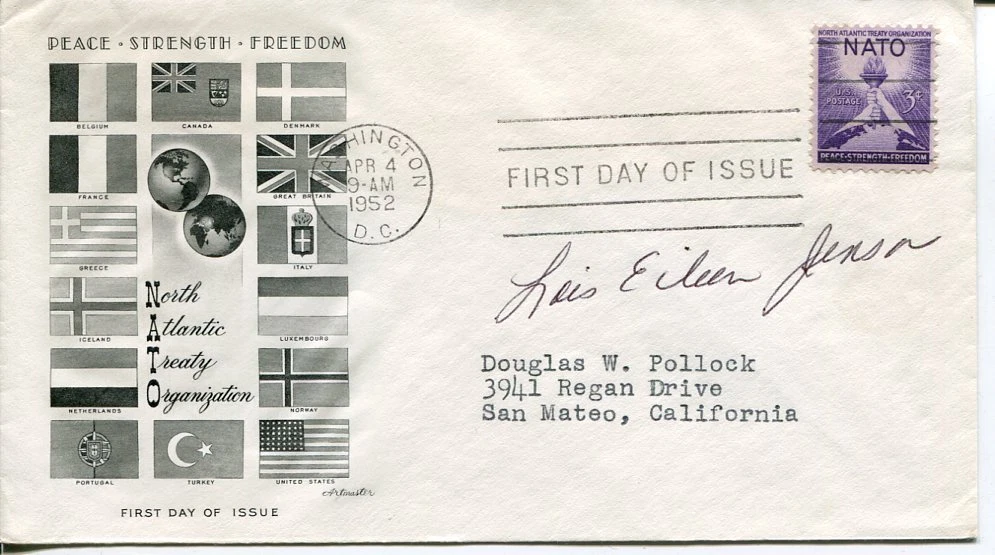 PEACE · STRENGTH · FREEDOM
BELGIUM
CANADA
DENMARK
FRANCE
GREAT BRITAIN
GREECE
ITALY
ICELAND
LUXEMBOURG
NETHERLANDS
NORWAY
PORTUGAL
TURKEY
UNITED STATES
North
Atlantic
Treaty
Organization
Artmaster
FIRST DAY OF ISSUE
WASHINGTON
APR 4
9-AM
1952
D.C.
FIRST DAY OF ISSUE
NORTH ATLANTIC TREATY ORGANIZATION
NATO
U.S. POSTAGE
3¢
PEACE·STRENGTH·FREEDOM
Lois Eileen Jensen
Douglas W. Pollock
3941 Regan Drive
San Mateo, California